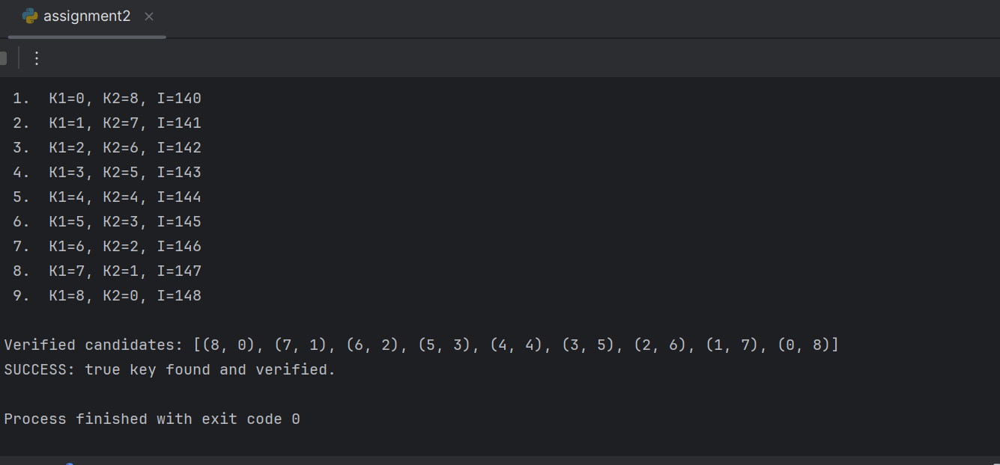 assignment2
1. K1=0, K2=8, I=140
2. K1=1, K2=7, I=141
3. K1=2, K2=6, I=142
4. K1=3, K2=5, I=143
5. K1=4, K2=4, I=144
6. K1=5, K2=3, I=145
7. K1=6, K2=2, I=146
8. K1=7, K2=1, I=147
9. K1=8, K2=0, I=148
Verified candidates: [(8, 0), (7, 1), (6, 2), (5, 3), (4, 4), (3, 5), (2, 6), (1, 7), (0, 8)]
SUCCESS: true key found and verified.
Process finished with exit code 0